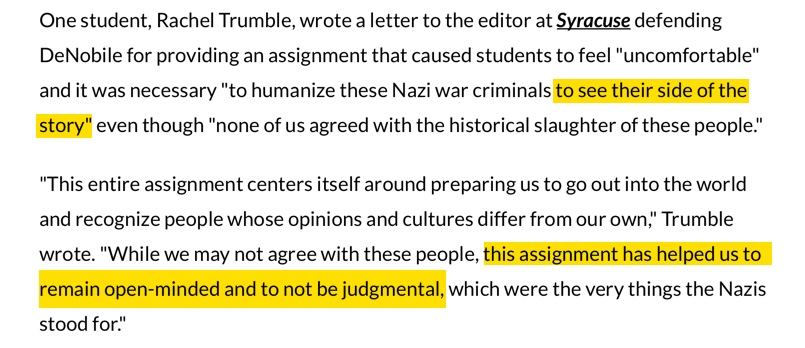 One student, Rachel Trumble, wrote a letter to the editor at Syracuse defending
DeNobile for providing an assignment that caused students to feel "uncomfortable"
and it was necessary "to humanize these Nazi war criminals to see their side of the
story" even though "none of us agreed with the historical slaughter of these people."
"This entire assignment centers itself around preparing us to go out into the world
and recognize people whose opinions and cultures differ from our own," Trumble
wrote. "While we may not agree with these people, this assignment has helped us to
remain open-minded and to not be judgmental, which were the very things the Nazis
stood for."